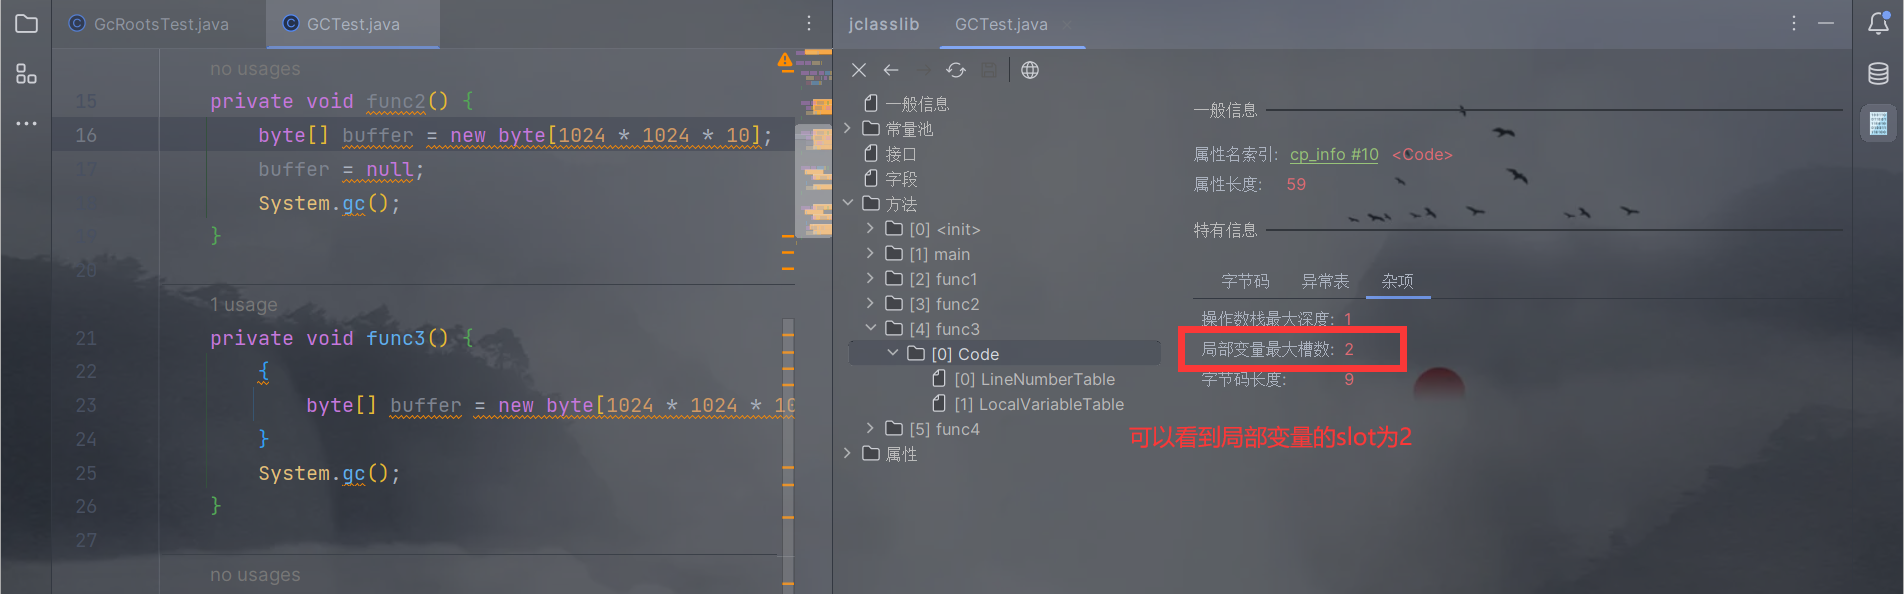 GcRootsTest.java
GCTest.java
no usages
15 private void func2() {
16 byte[] buffer = new byte[1024 * 1024 * 10];
17 buffer = null;
System.gc();
}
20
1 usage
21 private void func3() {
22 {
23 byte[] buffer = new byte[1024 * 1024 * 10
24 }
25 System.gc();
26 }
27
no usages
jclasslib
GCTest.java
一般信息
常量池
接口
字段
方法
[0] <init>
[1] main
[2] func1
[3] func2
[4] func3
[0] Code
[0] LineNumberTable
[1] LocalVariableTable
[5] func4
属性
一般信息
属性名索引: cp_info #10 <Code>
属性长度: 59
特有信息
字节码 异常表 杂项
操作数栈最大深度: 1
局部变量最大槽数: 2
字节码长度: 9
可以看到局部变量的slot为2